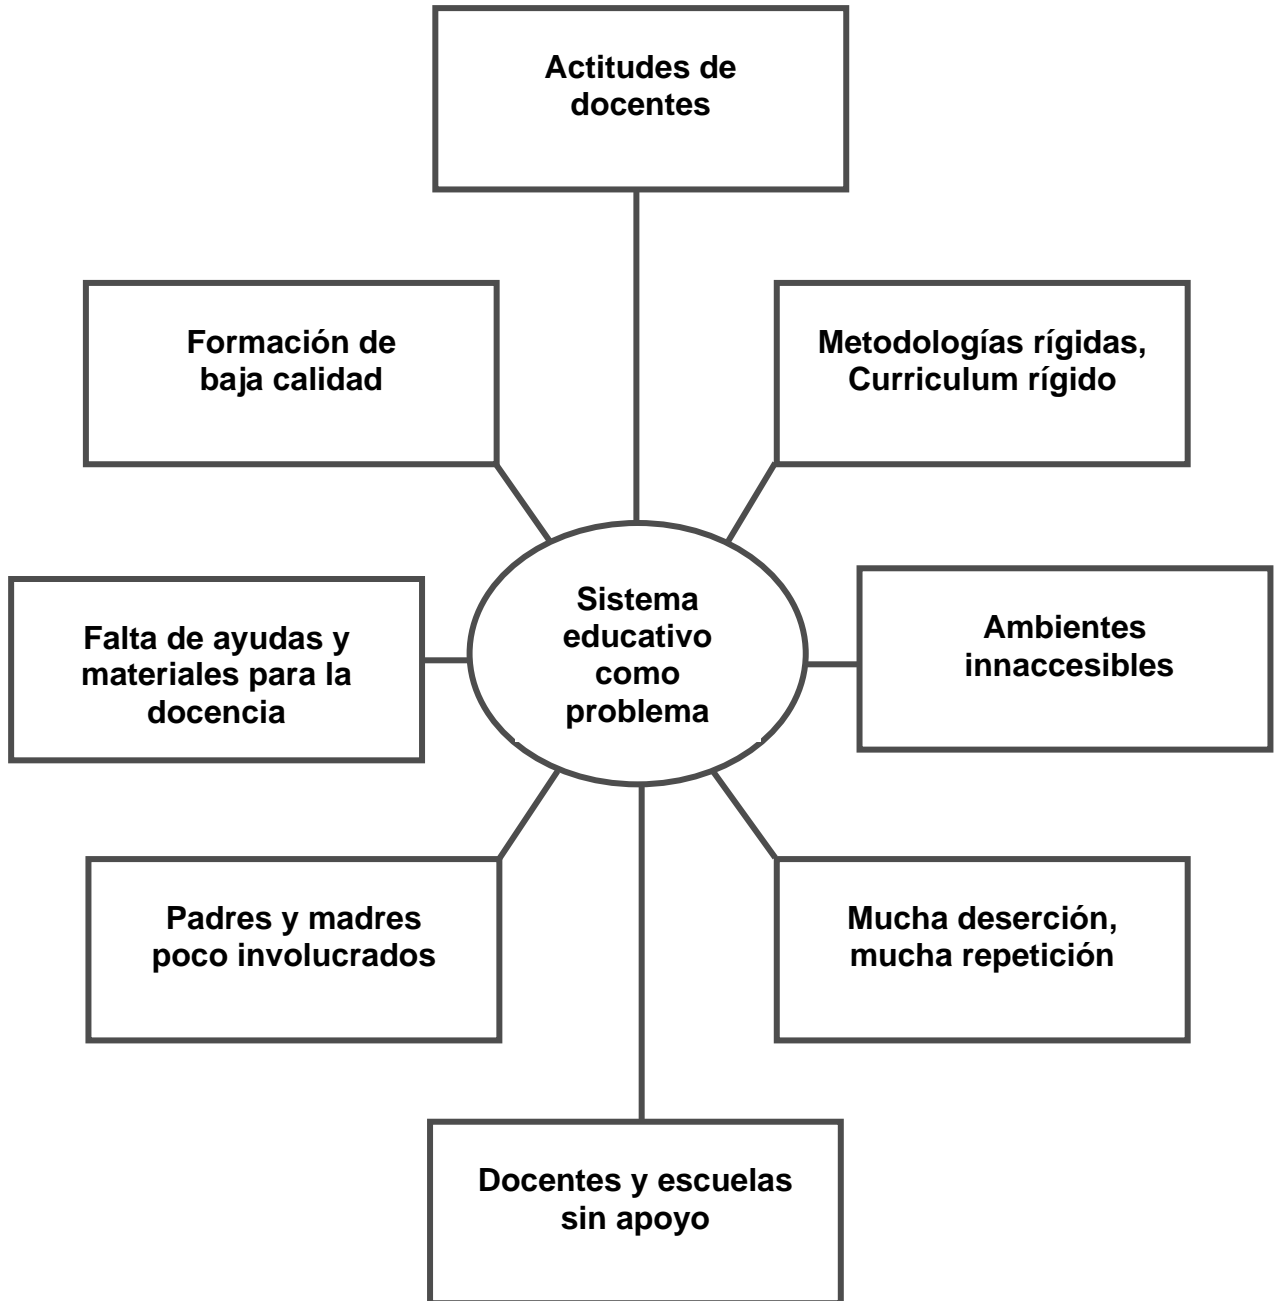 Actitudes de
docentes
Formación de
baja calidad
Metodologías rígidas,
Curriculum rígido
Falta de ayudas y
materiales para la
docencia
Sistema
educativo
como
problema
Ambientes
innaccesibles
Padres y madres
poco involucrados
Mucha deserción,
mucha repetición
Docentes y escuelas
sin apoyo